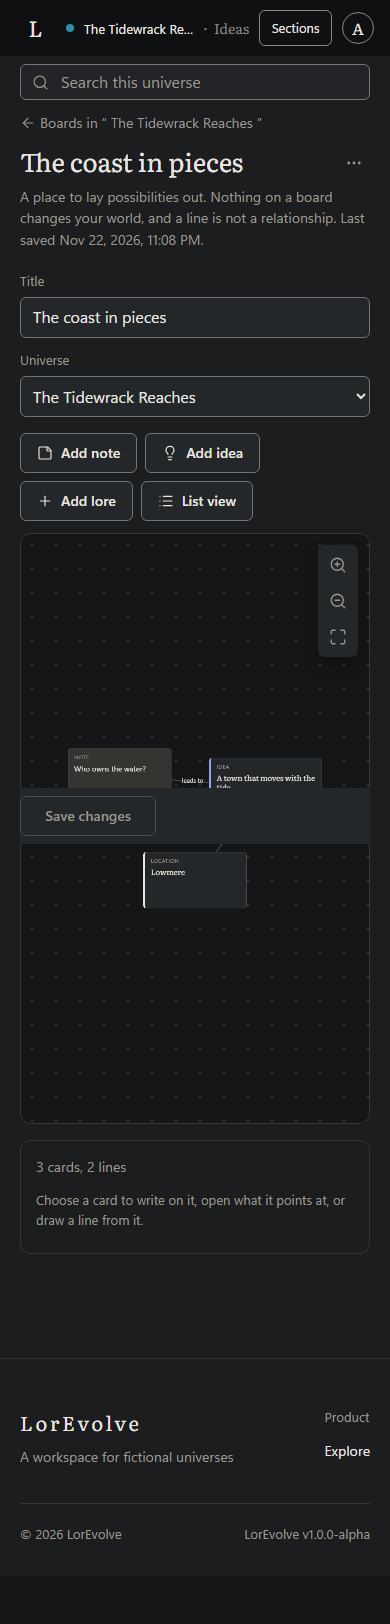 L
The Tidewrack Re... · Ideas
Sections
A
Search this universe
← Boards in “ The Tidewrack Reaches ”
The coast in pieces
...
A place to lay possibilities out. Nothing on a board
changes your world, and a line is not a relationship. Last
saved Nov 22, 2026, 11:08 PM.
Title
The coast in pieces
Universe
The Tidewrack Reaches
Add note
Add idea
Add lore
List view
NOTE
Who owns the water?
leads to
IDEA
A town that moves with the
tide
Save changes
LOCATION
Lowmere
3 cards, 2 lines
Choose a card to write on it, open what it points at, or
draw a line from it.
LorEvolve
A workspace for fictional universes
Product
Explore
© 2026 LorEvolve
LorEvolve v1.0.0-alpha